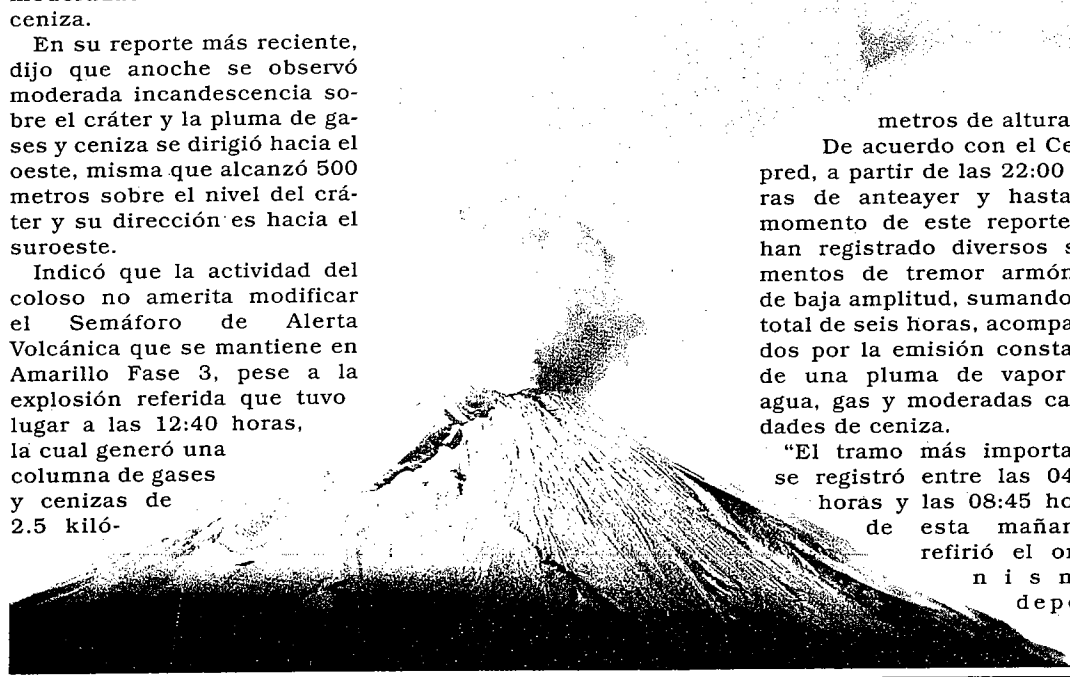 ceniza.
En su reporte más reciente,
dijo que anoche se observó
moderada incandescencia so-
bre el cráter y la pluma de ga-
ses y ceniza se dirigió hacia el
oeste, misma que alcanzó 500
metros sobre el nivel del crá-
ter y su dirección es hacia el
suroeste.
Indicó que la actividad del
coloso no amerita modificar
el Semáforo de Alerta
Volcánica que se mantiene en
Amarillo Fase 3, pese a la
explosión referida que tuvo
lugar a las 12:40 horas,
la cual generó una
columna de gases
y cenizas de
2.5 kiló-
metros de altura
De acuerdo con el Ce
pred, a partir de las 22:00
ras de anteayer y hasta
momento de este reporte
han registrado diversos s
mentos de tremor armón
de baja amplitud, sumando
total de seis horas, acompa
dos por la emisión consta
de una pluma de vapor
agua, gas y moderadas ca
dades de ceniza.
“El tramo más importa
se registró entre las 04
horas y las 08:45 ho
de esta mañan
refirió el or
n i s n
depe